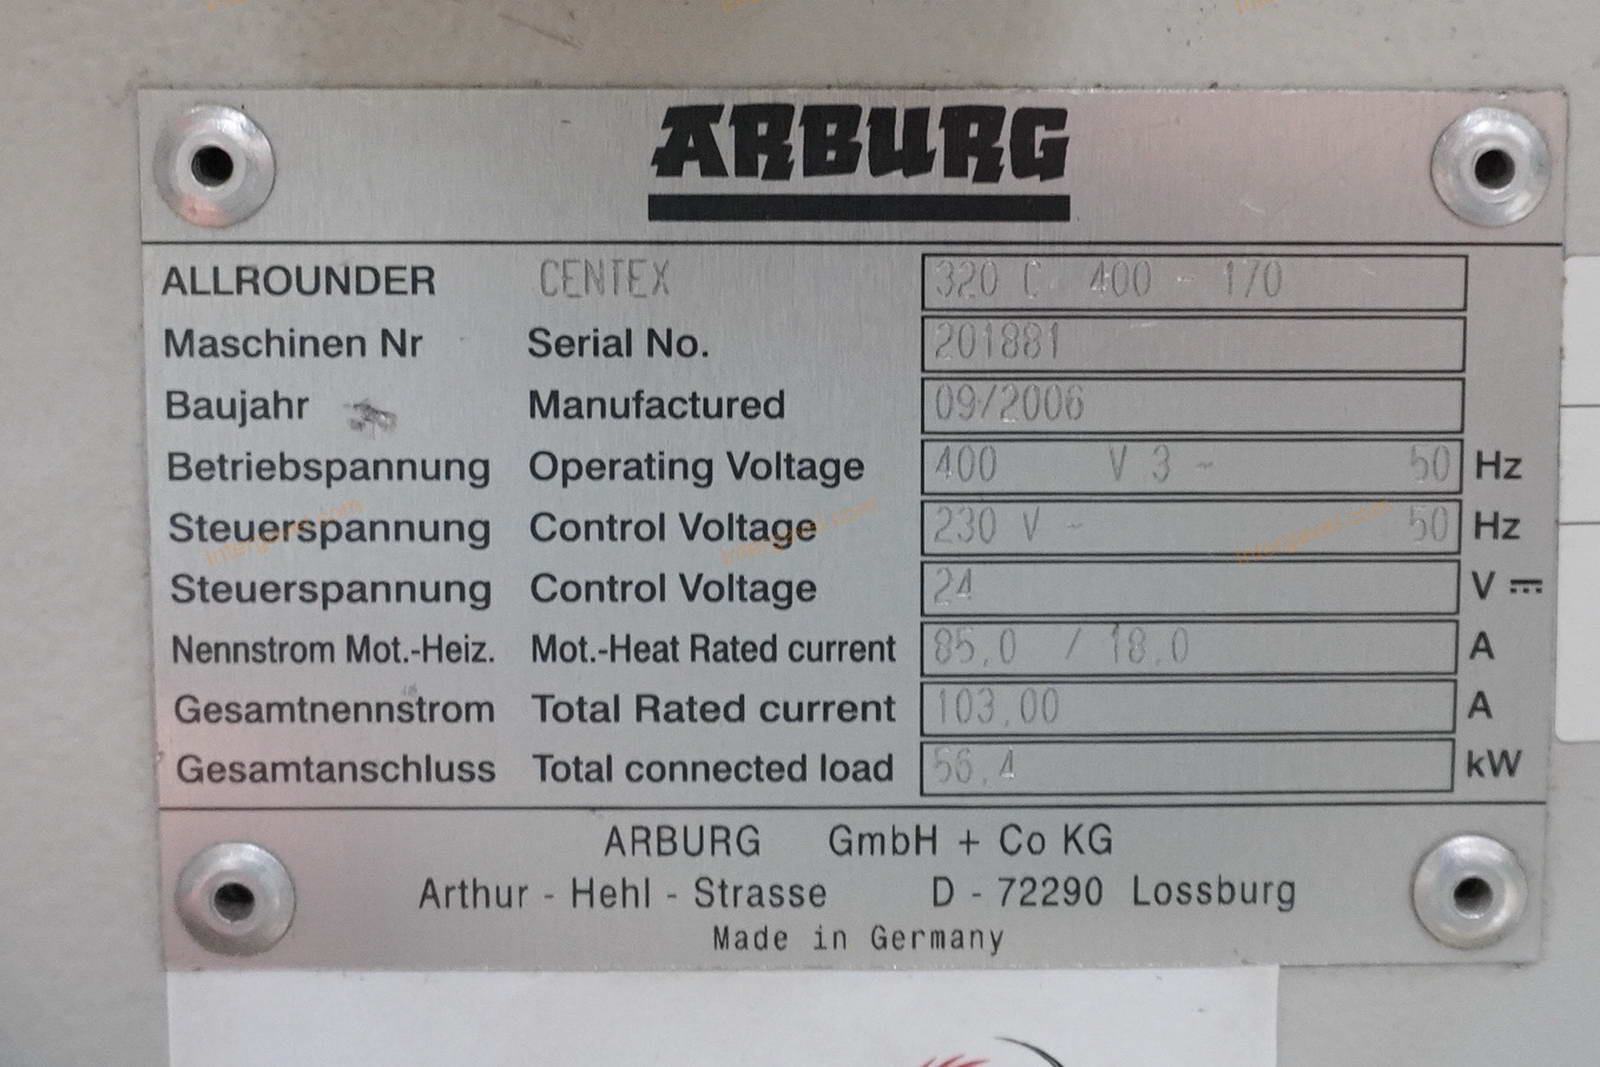 ARBURG
ALLROUNDER CENTEX 320 C 400 - 170
Maschinen Nr Serial No. 201881
Baujahr Manufactured 09/2006
Betriebspannung Operating Voltage 400 V 3 ~ 50 Hz
Steuerspannung Control Voltage 230 V ~ 50 Hz
Steuerspannung Control Voltage 24 V ⎓
Nennstrom Mot.-Heiz. Mot.-Heat Rated current 85,0 / 18,0 A
Gesamtnennstrom Total Rated current 103,00 A
Gesamtanschluss Total connected load 56,4 kW
ARBURG GmbH + Co KG
Arthur - Hehl - Strasse D - 72290 Lossburg
Made in Germany